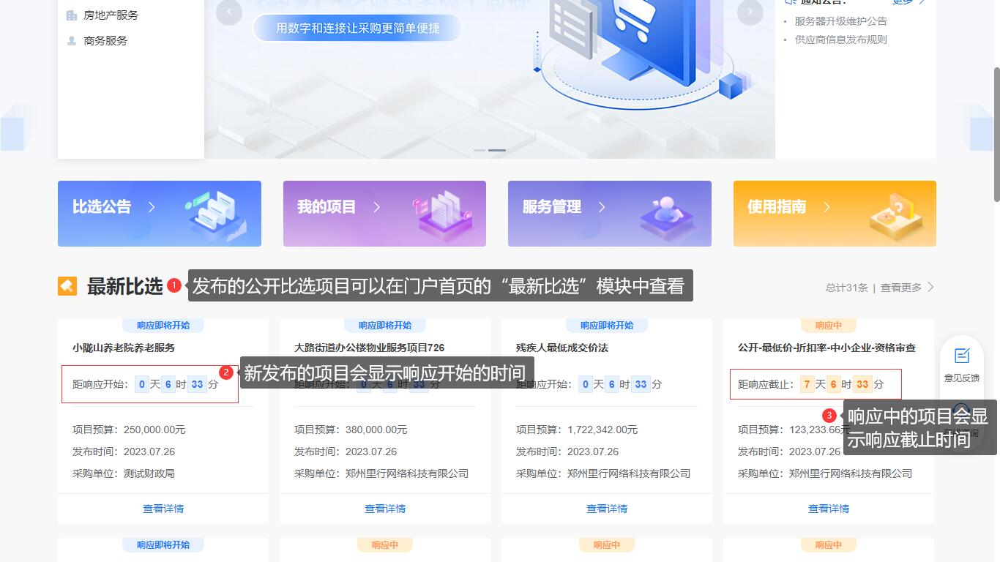 房地产服务
商务服务
用数字和连接让采购更简单便捷
通知公告：
更多
服务器升级维护公告
供应商信息发布规则
比选公告
我的项目
服务管理
使用指南
最新比选
1
发布的公开比选项目可以在门户首页的“最新比选”模块中查看
总计31条 | 查看更多
响应即将开始
小陇山养老院养老服务
2
距响应开始： 0 天 6 时 33 分
项目预算：250,000.00元
发布时间：2023.07.26
采购单位：测试财政局
查看详情
响应即将开始
大路街道办公楼物业服务项目726
新发布的项目会显示响应开始的时间
距响应开始： 0 天 6 时 33 分
项目预算：380,000.00元
发布时间：2023.07.26
采购单位：郑州里行网络科技有限公司
查看详情
响应即将开始
残疾人最低成交价法
距响应开始： 0 天 6 时 33 分
项目预算：1,722,342.00元
发布时间：2023.07.26
采购单位：郑州里行网络科技有限公司
查看详情
响应中
公开-最低价-折扣率-中小企业-资格审查
距响应截止： 7 天 6 时 33 分
3
响应中的项目会显
示响应截止时间
项目预算：123,233.66元
发布时间：2023.07.26
采购单位：郑州里行网络科技有限公司
查看详情
意见反馈
响应即将开始
响应中
响应中
响应中